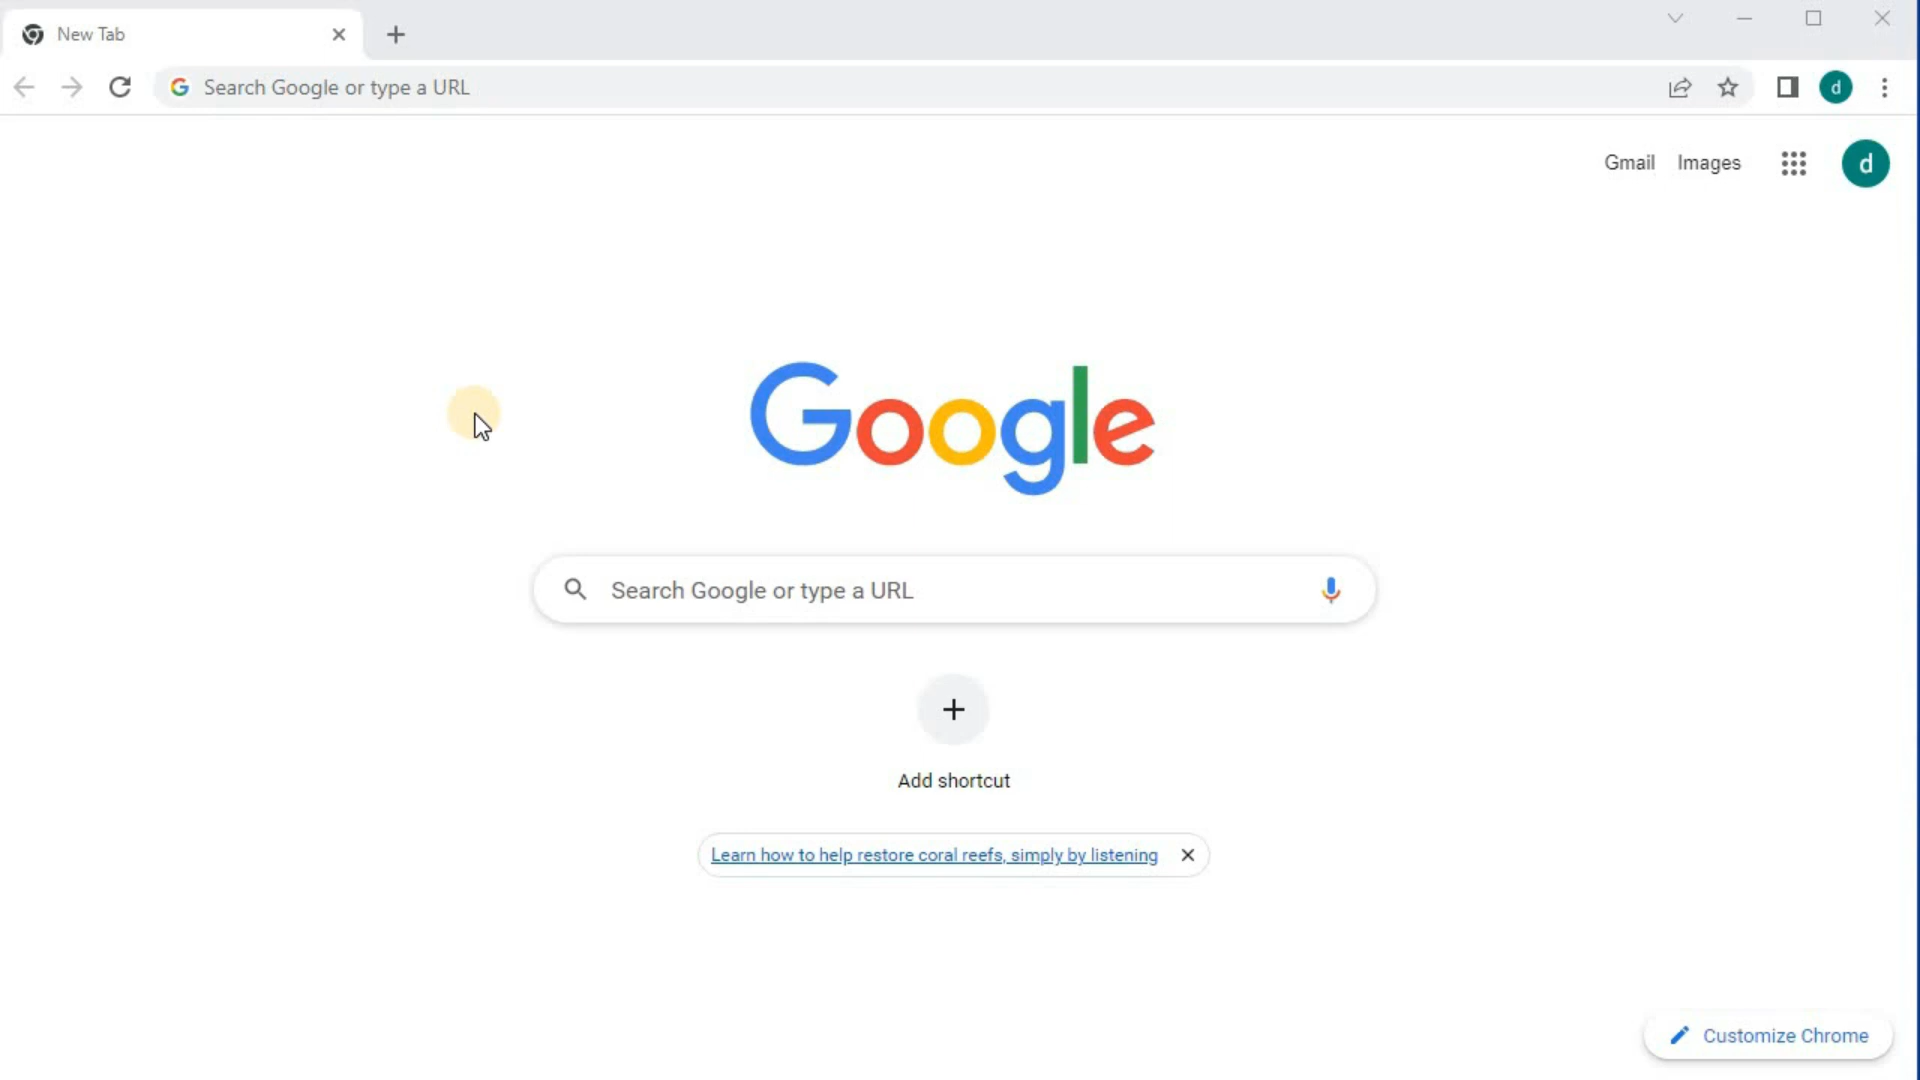 New Tab
Search Google or type a URL
d
Gmail Images
d
Google
Search Google or type a URL
Add shortcut
Learn how to help restore coral reefs, simply by listening
Customize Chrome